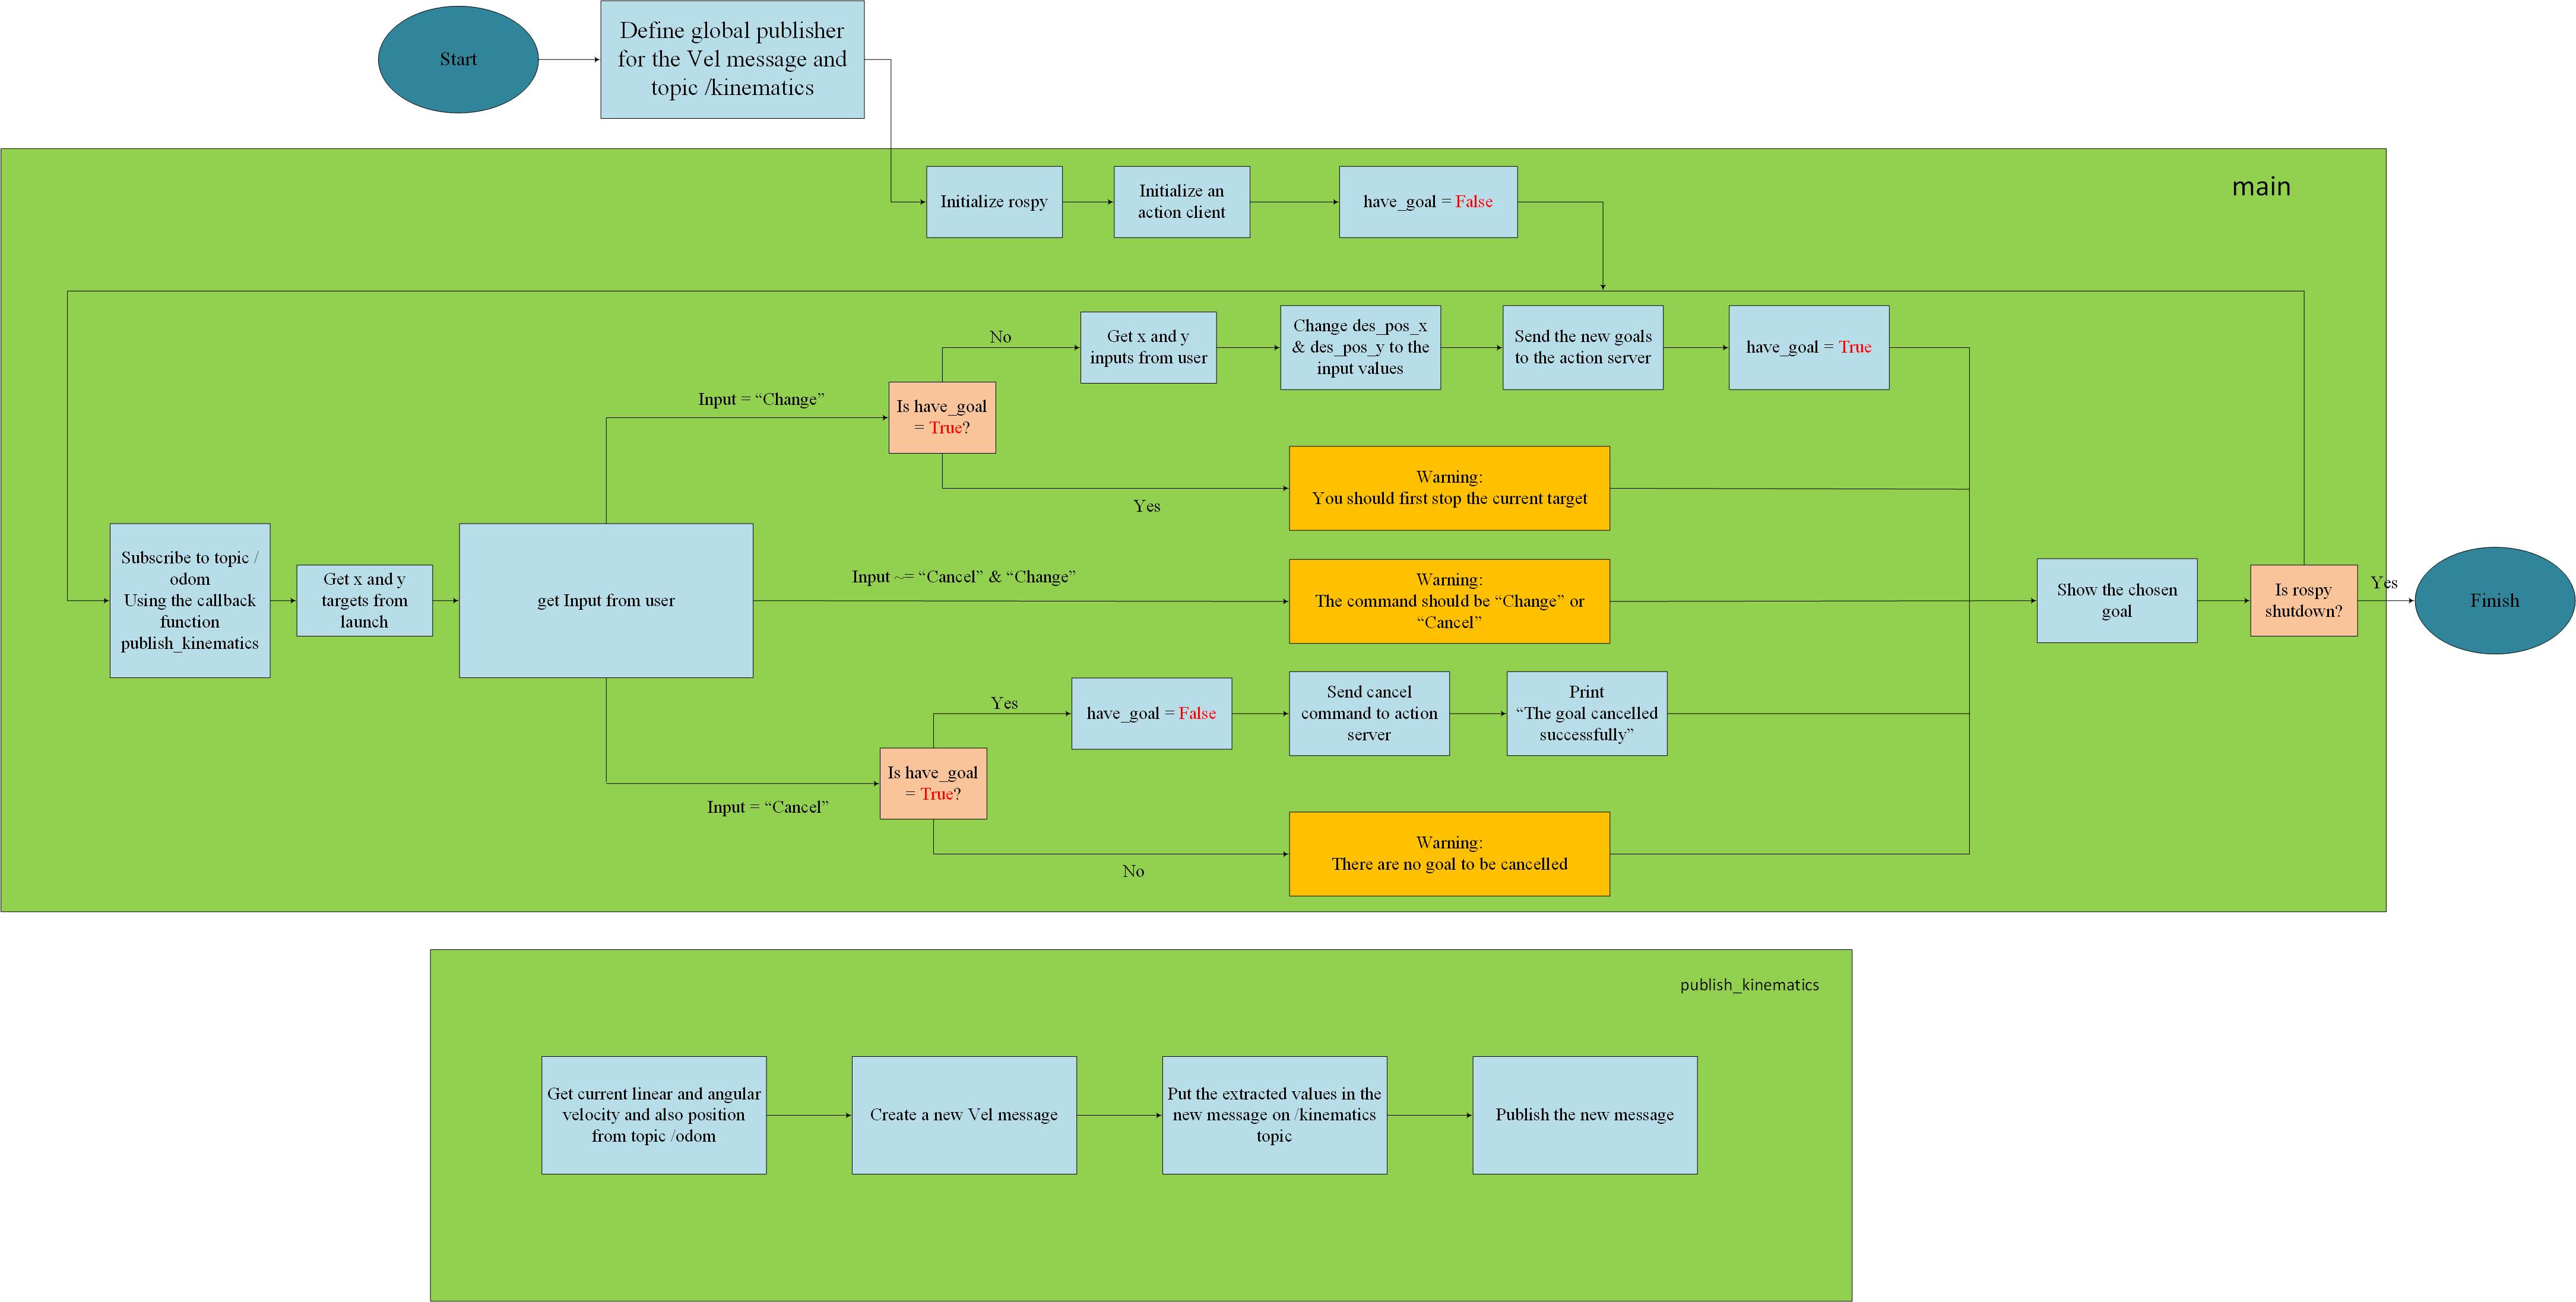 Start
Define global publisher
for the Vel message and
topic /kinematics
main
Initialize rospy
Initialize an
action client
have_goal = False
No
Get x and y
inputs from user
Change des_pos_x
& des_pos_y to the
input values
Send the new goals
to the action server
have_goal = True
Input = “Change”
Is have_goal
= True?
Yes
Warning:
You should first stop the current target
Subscribe to topic /
odom
Using the callback
function
publish_kinematics
Get x and y
targets from
launch
get Input from user
Input ~= “Cancel” & “Change”
Warning:
The command should be “Change” or
“Cancel”
Show the chosen
goal
Is rospy
shutdown?
Yes
Finish
Yes
have_goal = False
Send cancel
command to action
server
Print
“The goal cancelled
successfully”
Is have_goal
= True?
Input = “Cancel”
No
Warning:
There are no goal to be cancelled
publish_kinematics
Get current linear and angular
velocity and also position
from topic /odom
Create a new Vel message
Put the extracted values in the
new message on /kinematics
topic
Publish the new message